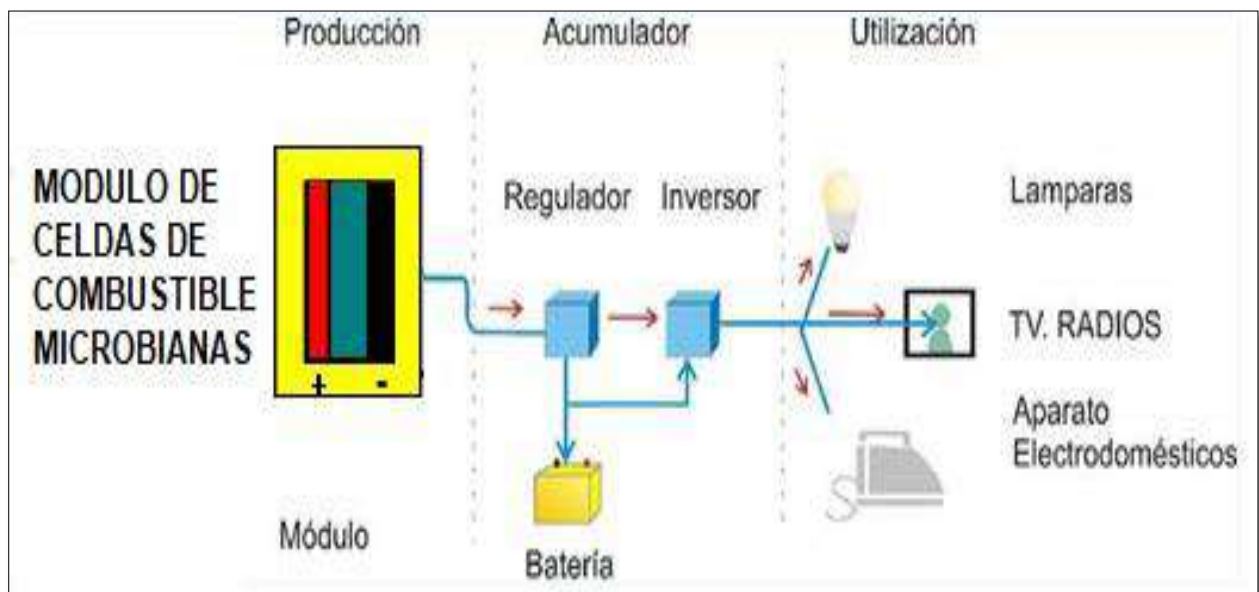 Producción
Acumulador
Utilización
MODULO DE
CELDAS DE
COMBUSTIBLE
MICROBIANAS
+ -
Módulo
Regulador
Inversor
Batería
Lamparas
TV. RADIOS
Aparato
Electrodomésticos